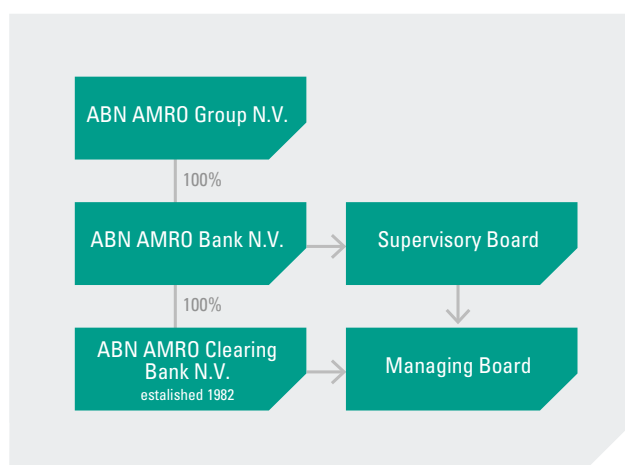 ABN AMRO Group N.V.
100%
ABN AMRO Bank N.V.
Supervisory Board
100%
ABN AMRO Clearing
Bank N.V.
estalished 1982
Managing Board